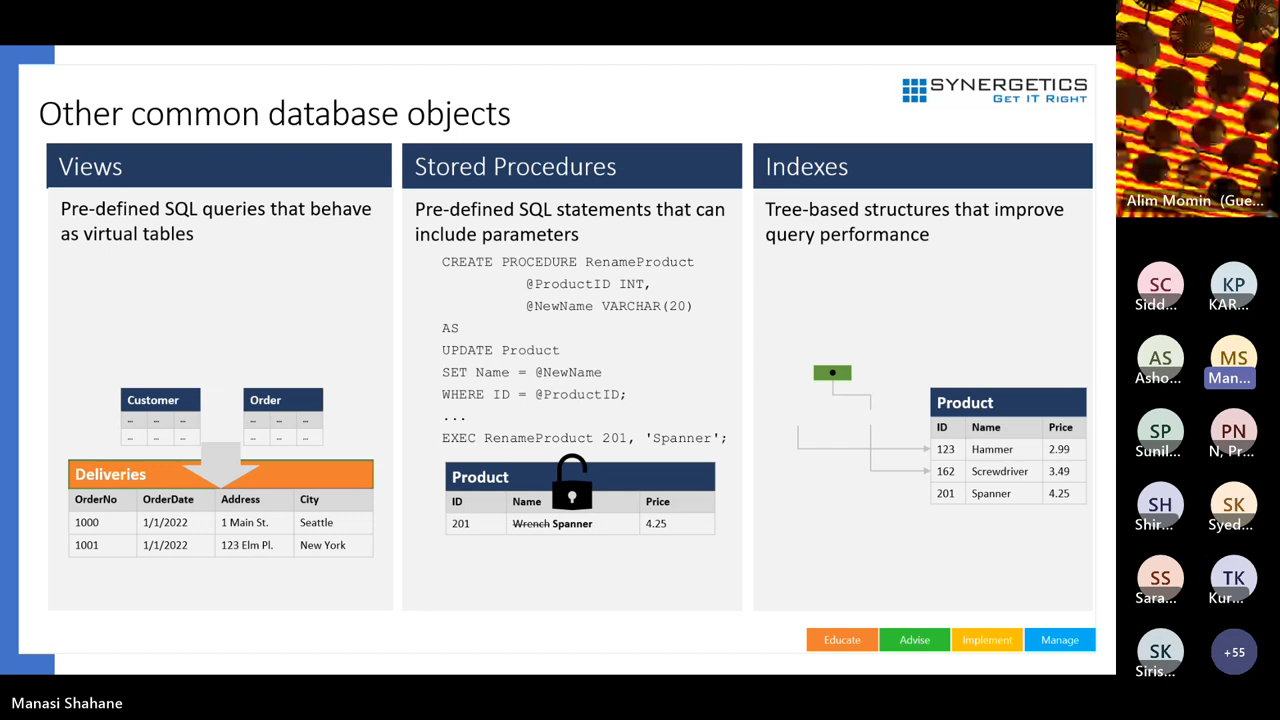 SYNERGETICS
GET IT RIGHT
Other common database objects
Views
Pre-defined SQL queries that behave
as virtual tables
Customer
... ... ...
... ... ...
Order
... ... ...
... ... ...
Deliveries
OrderNo OrderDate Address City
1000 1/1/2022 1 Main St. Seattle
1001 1/1/2022 123 Elm Pl. New York
Stored Procedures
Pre-defined SQL statements that can
include parameters
CREATE PROCEDURE RenameProduct
@ProductID INT,
@NewName VARCHAR(20)
AS
UPDATE Product
SET Name = @NewName
WHERE ID = @ProductID;
...
EXEC RenameProduct 201, 'Spanner';
Product
ID Name Price
201 Wrench Spanner 4.25
Indexes
Tree-based structures that improve
query performance
Product
ID Name Price
123 Hammer 2.99
162 Screwdriver 3.49
201 Spanner 4.25
Educate Advise Implement Manage
Manasi Shahane
Alim Momin (Gue...
SC KP
Sidd... KAR...
AS MS
Asho... Man...
SP PN
Sunil... N, Pr...
SH SK
Shir... Syed...
SS TK
Sara... Kur...
SK +55
Siris...